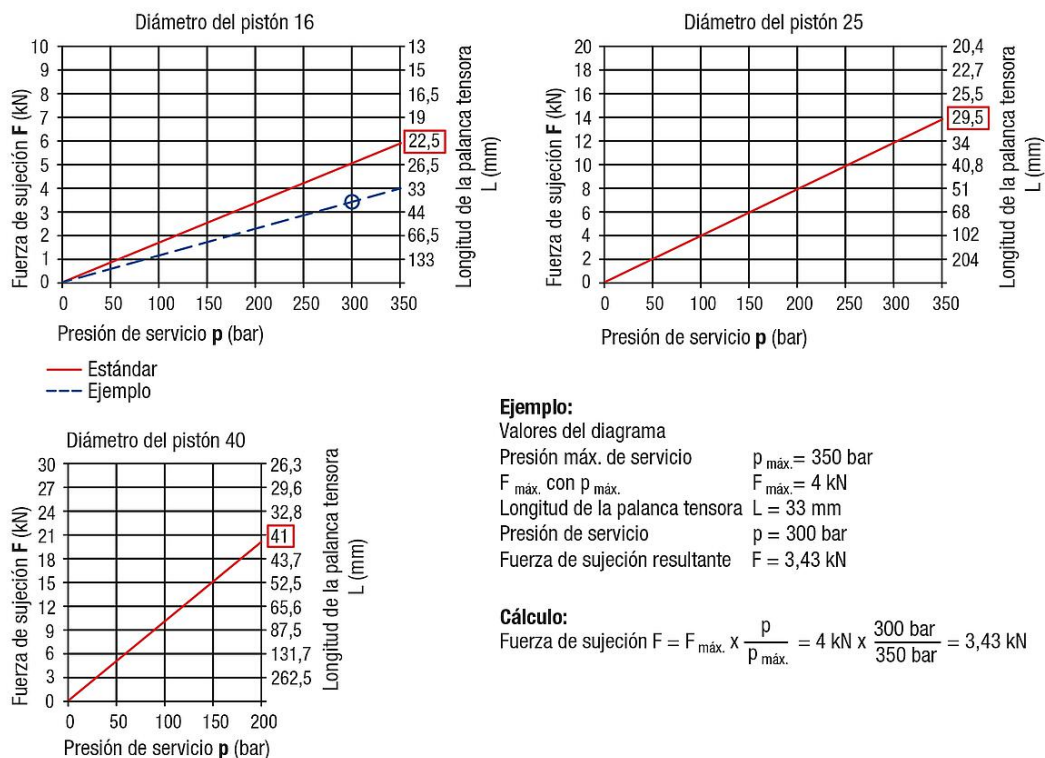 Diámetro del pistón 16
Fuerza de sujeción F (kN)
10
9
8
7
6
5
4
3
2
1
0
13
15
16,5
19
22,5
26,5
33
44
66,5
133
Longitud de la palanca tensora
L (mm)
0 50 100 150 200 250 300 350
Presión de servicio p (bar)
Estándar
Ejemplo
Diámetro del pistón 25
Fuerza de sujeción F (kN)
20
18
16
14
12
10
8
6
4
2
0
20,4
22,7
25,5
29,5
34
40,8
51
68
102
204
Longitud de la palanca tensora
L (mm)
0 50 100 150 200 250 300 350
Presión de servicio p (bar)
Diámetro del pistón 40
Fuerza de sujeción F (kN)
30
27
24
21
18
15
12
9
6
3
0
26,3
29,6
32,8
41
43,7
52,5
65,6
87,5
131,7
262,5
Longitud de la palanca tensora
L (mm)
0 50 100 150 200
Presión de servicio p (bar)
Ejemplo:
Valores del diagrama
Presión máx. de servicio p máx.= 350 bar
F máx. con p máx. F máx.= 4 kN
Longitud de la palanca tensora L = 33 mm
Presión de servicio p = 300 bar
Fuerza de sujeción resultante F = 3,43 kN
Cálculo:
Fuerza de sujeción F = F máx. x p / p máx. = 4 kN x 300 bar / 350 bar = 3,43 kN